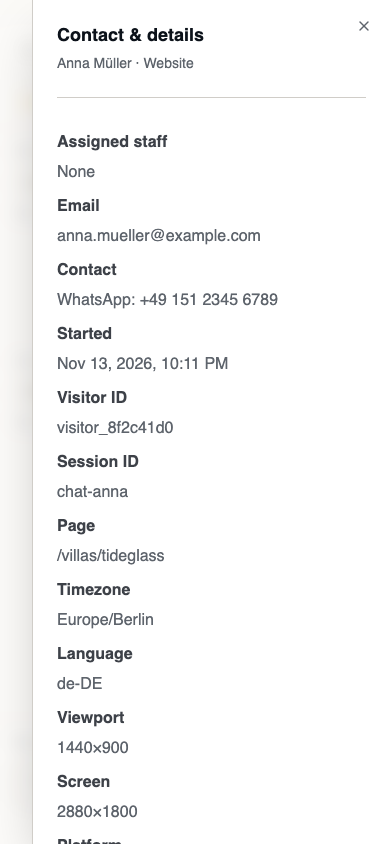 Contact & details
Anna Müller · Website
Assigned staff
None
Email
anna.mueller@example.com
Contact
WhatsApp: +49 151 2345 6789
Started
Nov 13, 2026, 10:11 PM
Visitor ID
visitor_8f2c41d0
Session ID
chat-anna
Page
/villas/tideglass
Timezone
Europe/Berlin
Language
de-DE
Viewport
1440×900
Screen
2880×1800
Platform